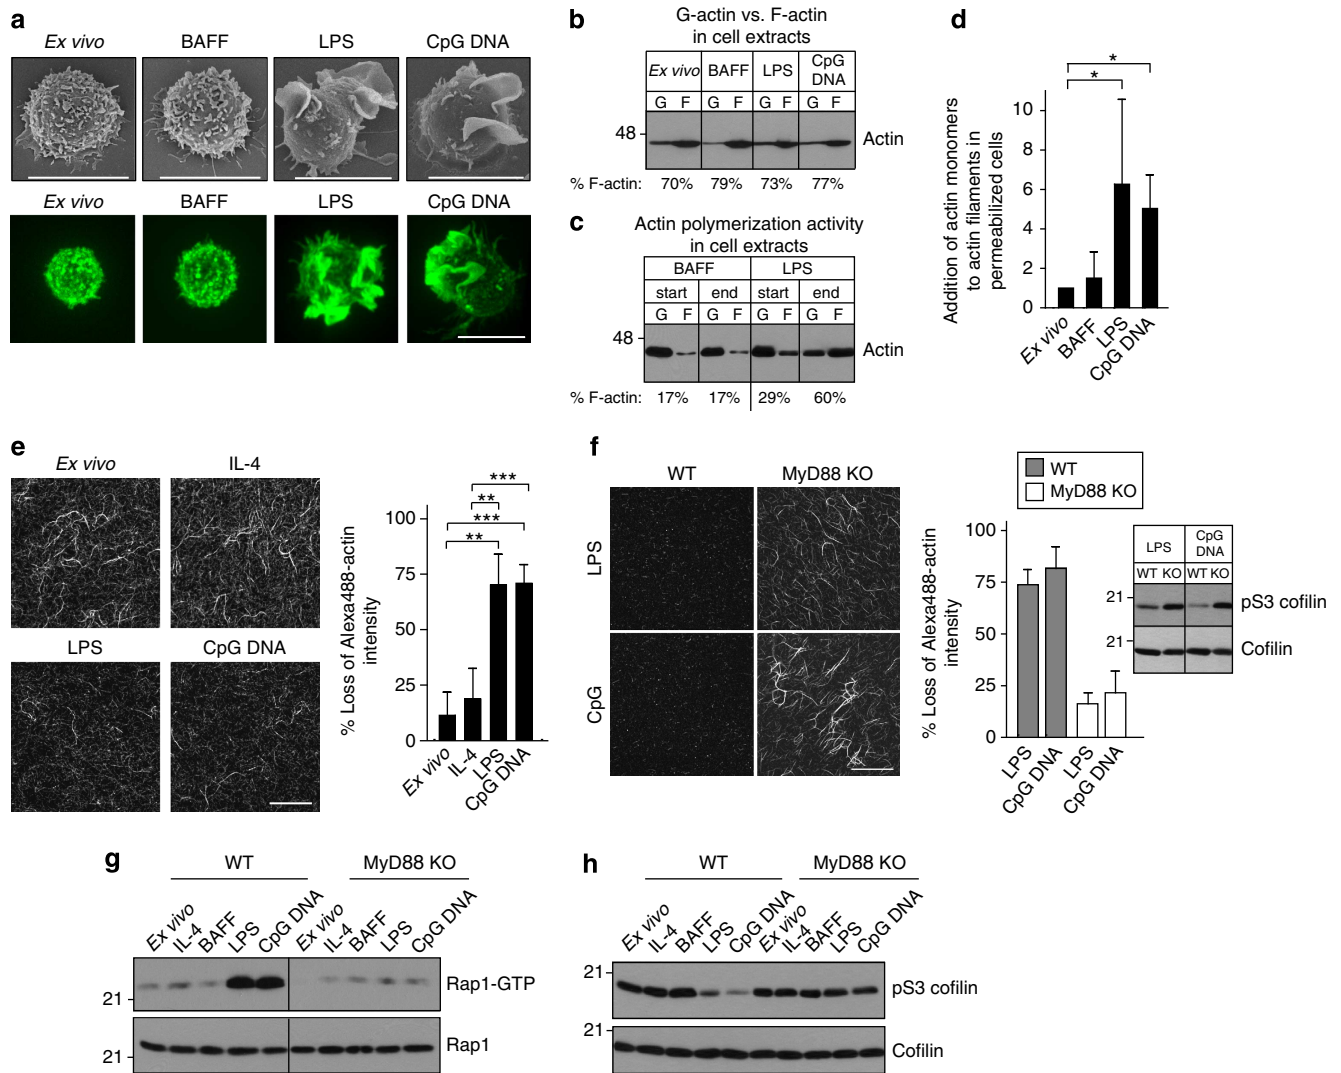 a
Ex vivo BAFF LPS CpG DNA
Ex vivo BAFF LPS CpG DNA
b
G-actin vs. F-actin
in cell extracts
Ex vivo BAFF LPS CpG DNA
G F G F G F G F
48
Actin
% F-actin: 70% 79% 73% 77%
c
Actin polymerization activity
in cell extracts
BAFF LPS
start end start end
G F G F G F G F
48
Actin
% F-actin: 17% 17% 29% 60%
d
Addition of actin monomers
to actin filaments in
permeabilized cells
10
8
6
4
2
0
*
*
Ex vivo BAFF LPS CpG DNA
e
Ex vivo IL-4
LPS CpG DNA
% Loss of Alexa488-actin
intensity
100
75
50
25
0
***
**
***
**
Ex vivo IL-4 LPS CpG DNA
f
WT MyD88 KO
LPS
CpG
WT
MyD88 KO
% Loss of Alexa488-actin
intensity
100
75
50
25
0
LPS CpG DNA LPS CpG DNA
LPS CpG DNA
WT KO WT KO
21
pS3 cofilin
21
Cofilin
g
WT MyD88 KO
Ex vivo IL-4 BAFF LPS CpG DNA Ex vivo IL-4 BAFF LPS CpG DNA
21
Rap1-GTP
21
Rap1
h
WT MyD88 KO
Ex vivo IL-4 BAFF LPS CpG DNA Ex vivo IL-4 BAFF LPS CpG DNA
21
pS3 cofilin
21
Cofilin